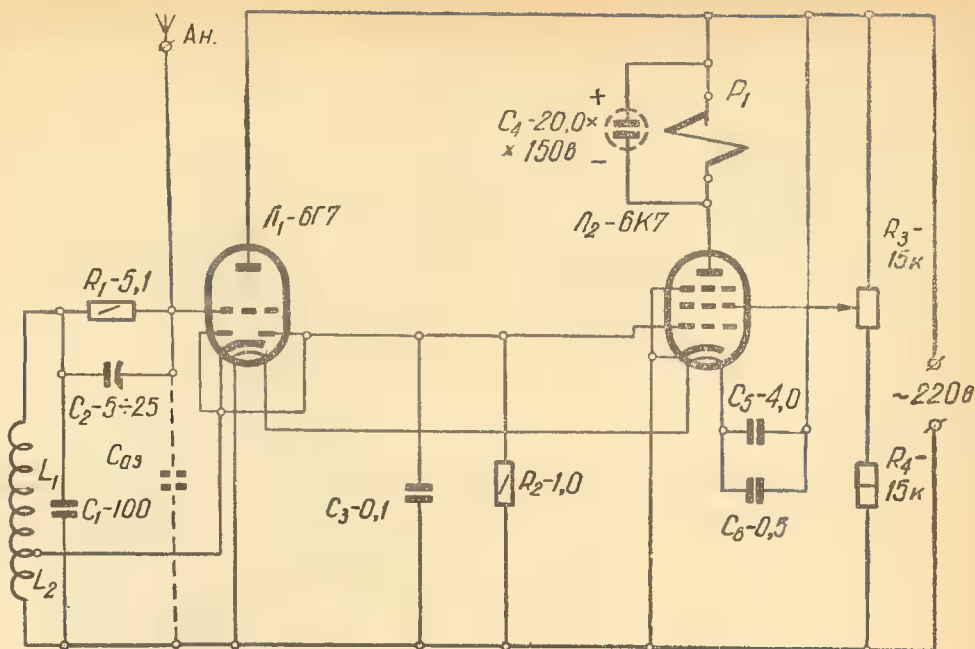 Ан.
C₄-20,0×
× 150в
+
−
P₁
Л₁-6Г7
Л₂-6К7
R₃-
15к
R₁-5,1
C₂-5÷25
~220в
C₅-4,0
L₁
Cаз
C₁-100
C₃-0,1
R₂-1,0
R₄-
15к
C₆-0,5
L₂